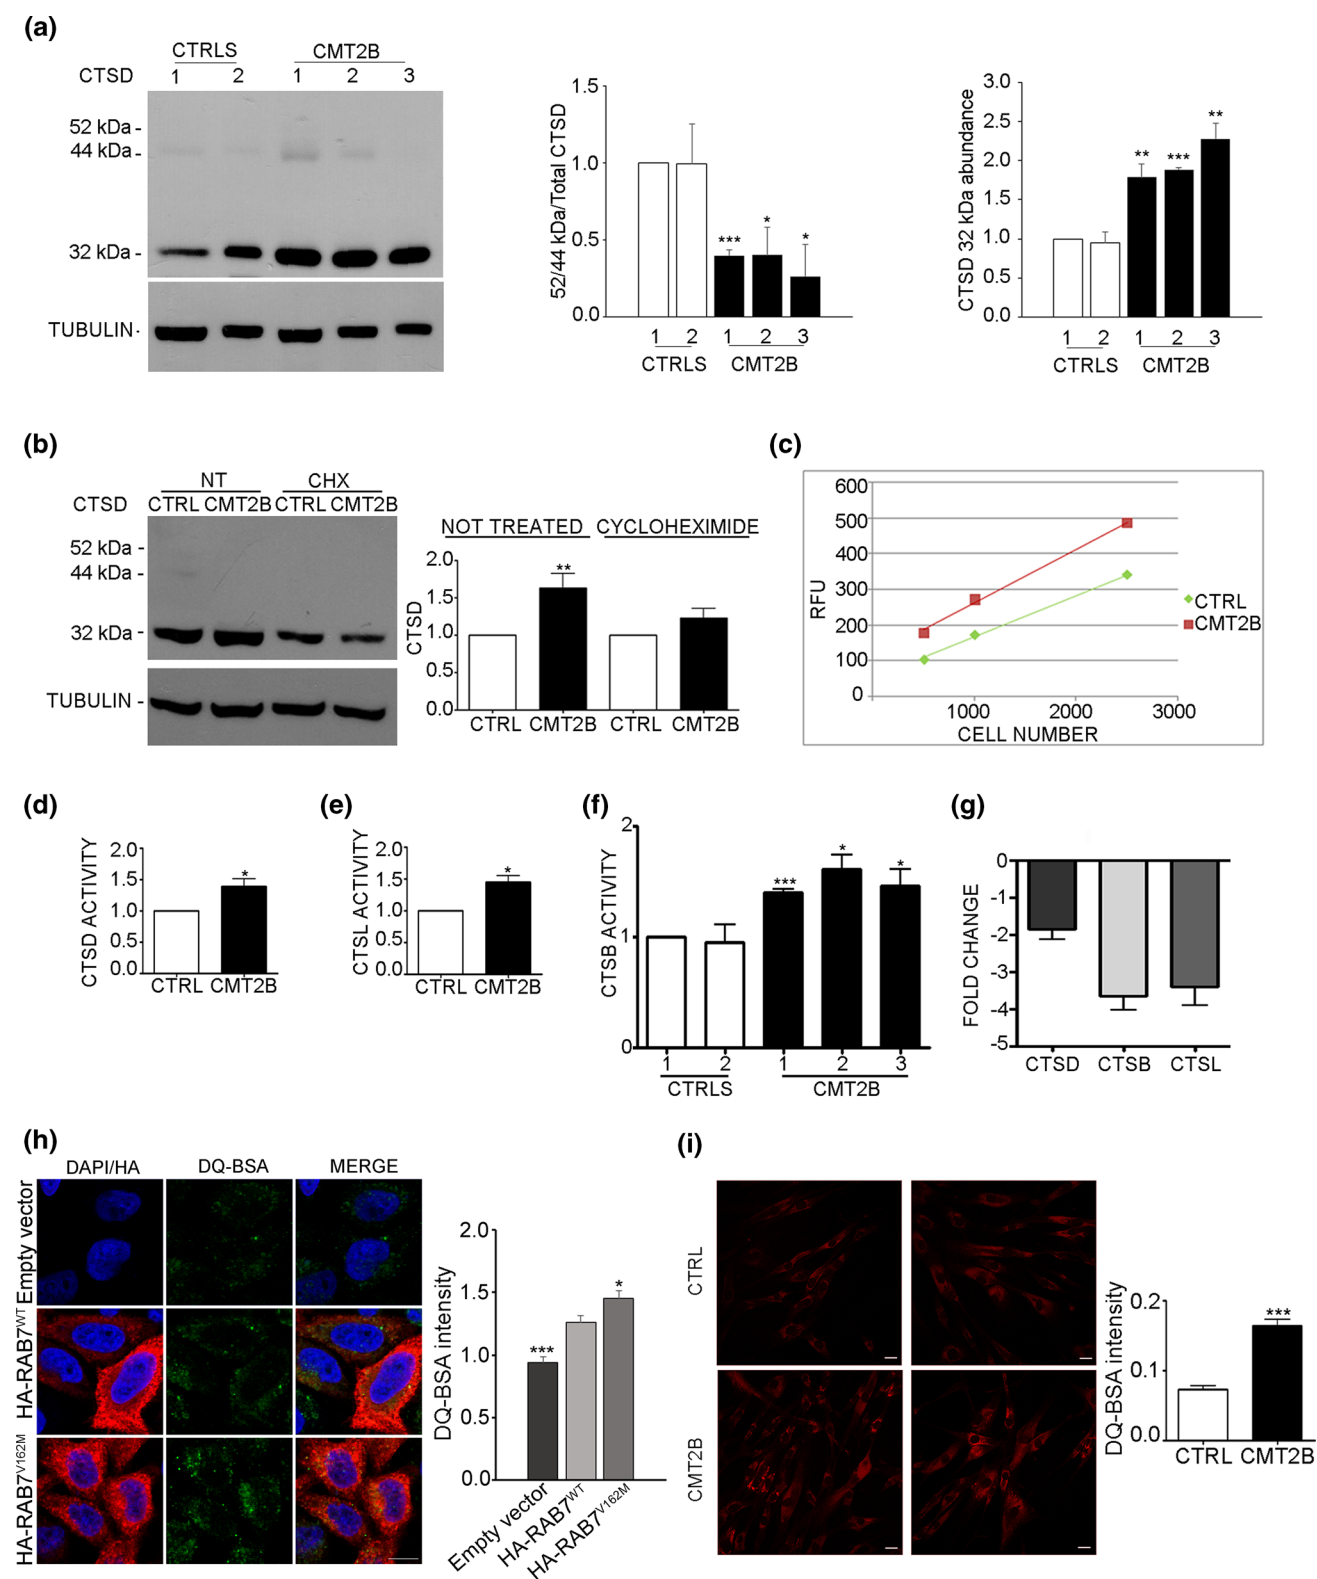 (a)
CTRLS CMT2B
CTSD 1 2 1 2 3
52 kDa -
44 kDa -
32 kDa -
TUBULIN -
52/44 kDa/Total CTSD
1.5
1.0
0.5
0.0
*** * *
1 2 1 2 3
CTRLS CMT2B
CTSD 32 kDa abundance
3.0
2.5
2.0
1.5
1.0
0.5
0.0
** *** **
1 2 1 2 3
CTRLS CMT2B
(b)
NT CHX
CTSD CTRL CMT2B CTRL CMT2B
52 kDa -
44 kDa -
32 kDa -
TUBULIN -
NOT TREATED CYCLOHEXIMIDE
CTSD
2.0
1.5
1.0
0.5
0.0
**
CTRL CMT2B CTRL CMT2B
(c)
RFU
600
500
400
300
200
100
0
1000 2000 3000
CELL NUMBER
CTRL
CMT2B
(d)
CTSD ACTIVITY
2.0
1.5
1.0
0.5
0.0
*
CTRL CMT2B
(e)
CTSL ACTIVITY
2.0
1.5
1.0
0.5
0.0
*
CTRL CMT2B
(f)
CTSB ACTIVITY
2
1
0
*** * *
1 2 1 2 3
CTRLS CMT2B
(g)
FOLD CHANGE
0
-1
-2
-3
-4
-5
CTSD CTSB CTSL
(h)
DAPI/HA DQ-BSA MERGE
Empty vector
HA-RAB7WT
HA-RAB7V162M
DQ-BSA intensity
2.0
1.5
1.0
0.5
0.0
*** *
Empty vector
HA-RAB7WT
HA-RAB7V162M
(i)
CTRL
CMT2B
DQ-BSA intensity
0.2
0.1
0.0
***
CTRL CMT2B